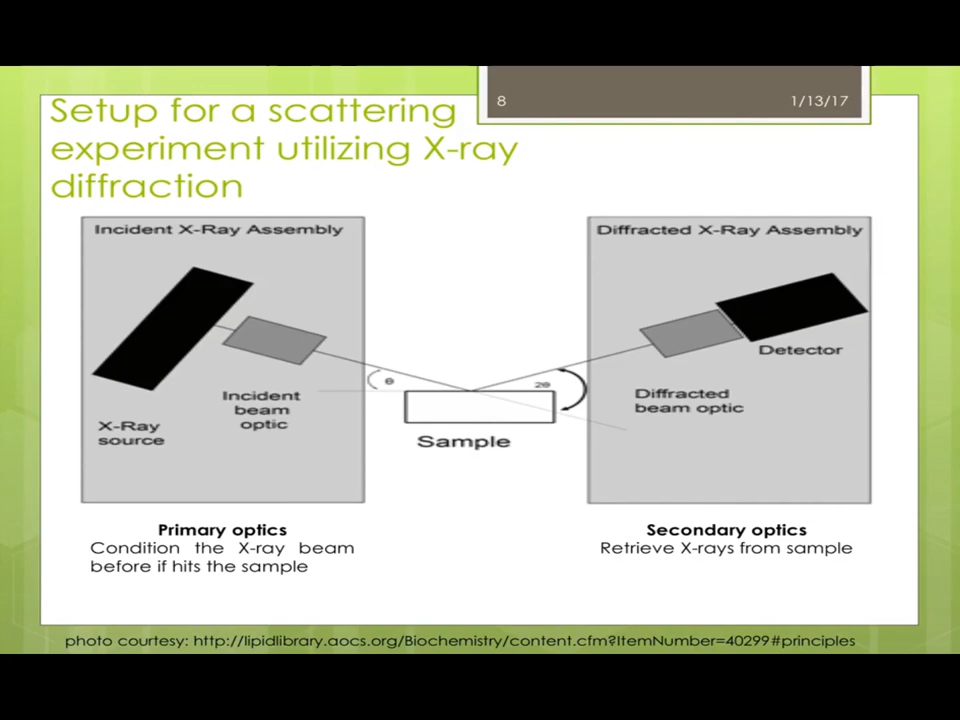 8
1/13/17
Setup for a scattering
experiment utilizing X-ray
diffraction
Incident X-Ray Assembly
Diffracted X-Ray Assembly
Detector
Θ
2Θ
Incident
beam
optic
Diffracted
beam optic
X-Ray
source
Sample
Primary optics
Condition the X-ray beam
before if hits the sample
Secondary optics
Retrieve X-rays from sample
photo courtesy: http://lipidlibrary.aocs.org/Biochemistry/content.cfm?ItemNumber=40299#principles